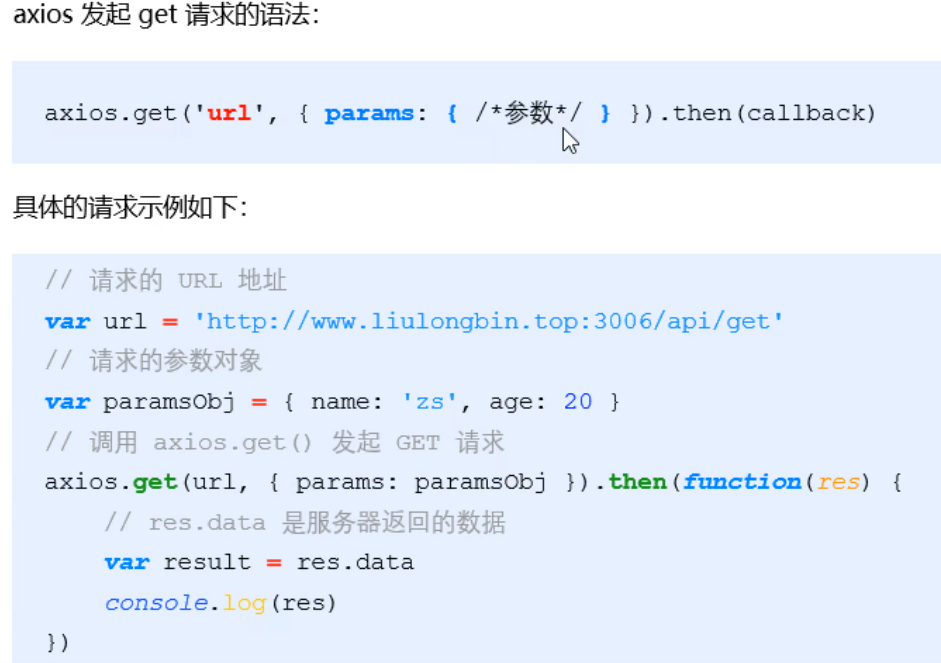 axios 发起 get 请求的语法：
axios.get('url', { params: { /*参数*/ } }).then(callback)
具体的请求示例如下：
// 请求的 URL 地址
var url = 'http://www.liulongbin.top:3006/api/get'
// 请求的参数对象
var paramsObj = { name: 'zs', age: 20 }
// 调用 axios.get() 发起 GET 请求
axios.get(url, { params: paramsObj }).then(function(res) {
    // res.data 是服务器返回的数据
    var result = res.data
    console.log(res)
})